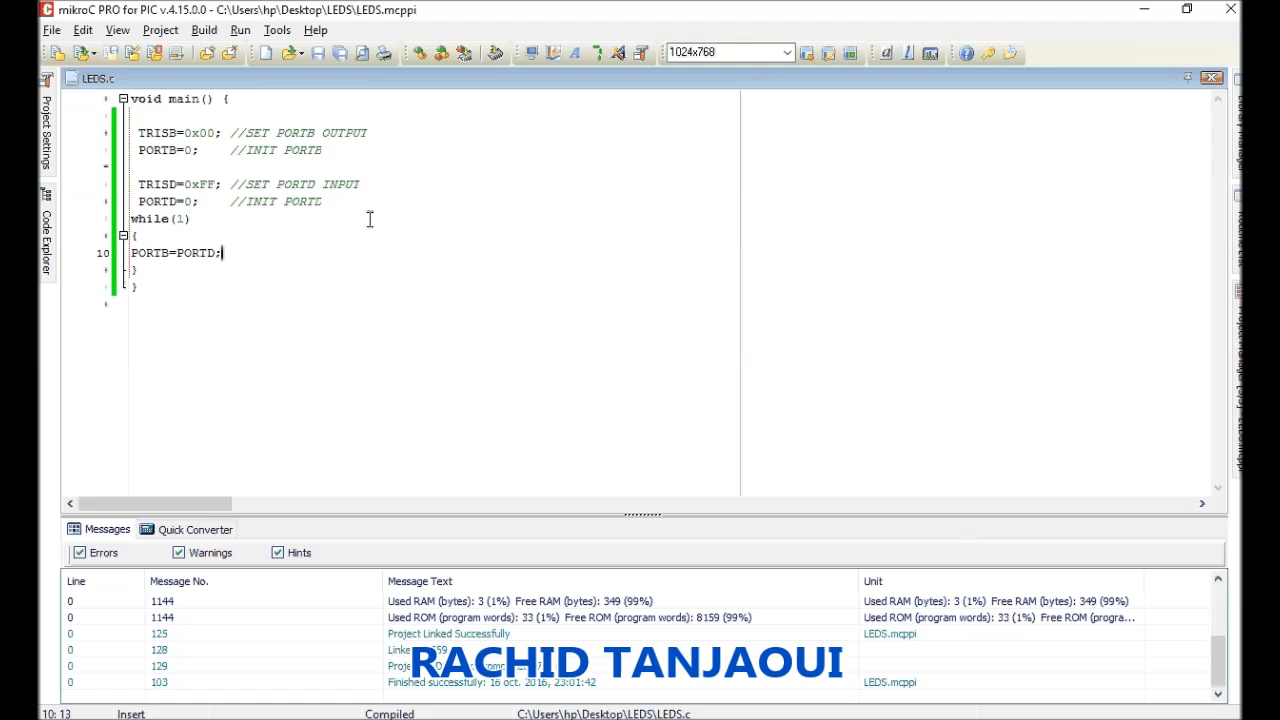 mikroC PRO for PIC v.4.15.0.0 - C:\Users\hp\Desktop\LEDS\LEDS.mcppi
File Edit View Project Build Run Tools Help
1024x768
LEDS.c
Project Settings
Code Explorer
void main() {
TRISB=0x00; //SET PORTB OUTPUT
PORTB=0; //INIT PORTB
TRISD=0xFF; //SET PORTD INPUT
PORTD=0; //INIT PORTD
while(1)
{
10 PORTB=PORTD;
}
}
Messages Quick Converter
Errors Warnings Hints
Line Message No. Message Text Unit
0 1144 Used RAM (bytes): 3 (1%) Free RAM (bytes): 349 (99%) Used RAM (bytes): 3 (1%) Free RAM (bytes): 349 (99%)
0 1144 Used ROM (program words): 33 (1%) Free ROM (program words): 8159 (99%) Used ROM (program words): 33 (1%) Free ROM (progra...
0 125 Project Linked Successfully LEDS.mcppi
0 128
0 129
0 103 Finished successfully: 16 oct. 2016, 23:01:42 LEDS.mcppi
RACHID TANJAOUI
10: 13 Insert Compiled C:\Users\hp\Desktop\LEDS\LEDS.c